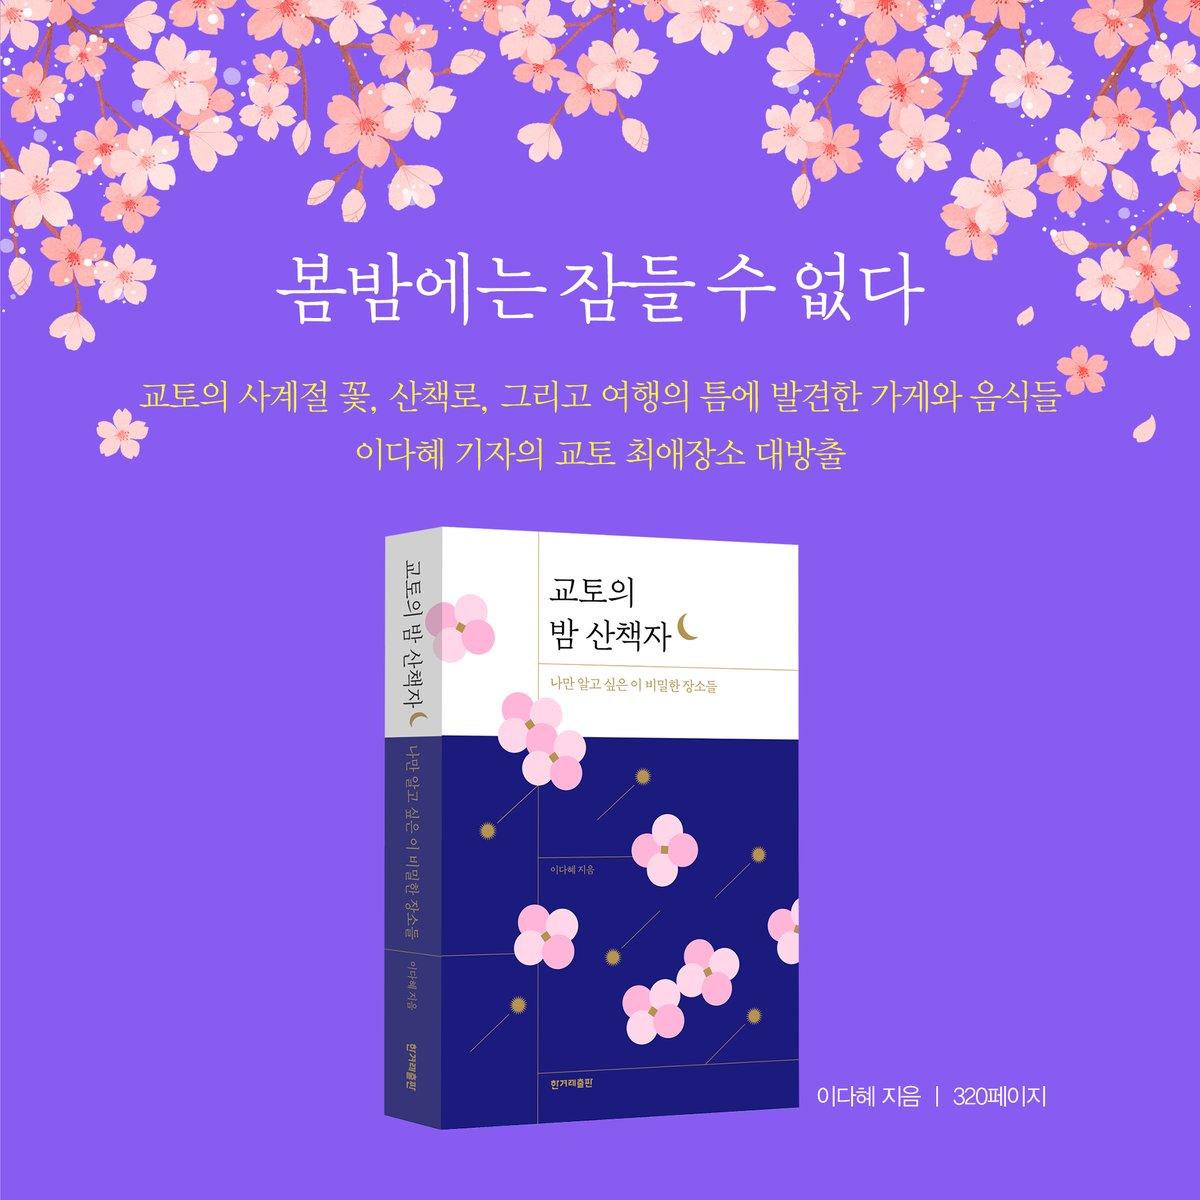 봄밤에는 잠들 수 없다
교토의 사계절 꽃, 산책로, 그리고 여행의 틈에 발견한 가게와 음식들
이다혜 기자의 교토 최애장소 대방출
교토의 밤 산책자
나만 알고 싶은 이 비밀한 장소들
이다혜 지음
한겨레출판
교토의
밤 산책자
나만 알고 싶은 이 비밀한 장소들
이다혜 지음
한겨레출판
이다혜 지음 | 320페이지